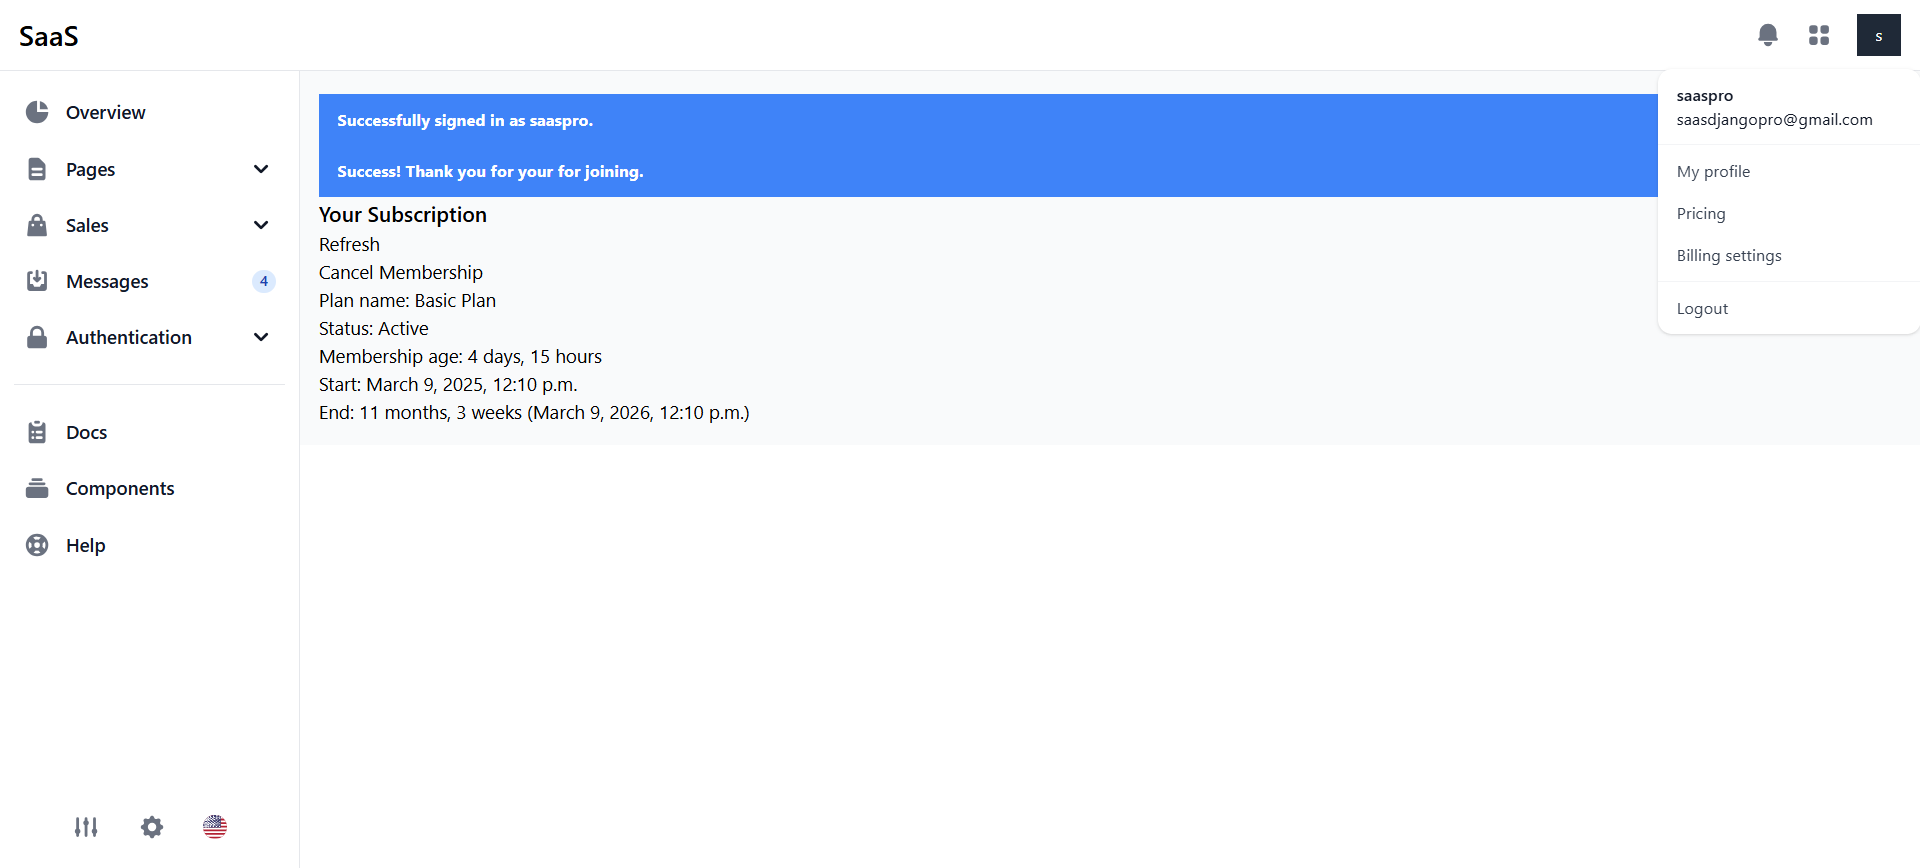 SaaS
s
Overview
Pages
Sales
Messages 4
Authentication
Docs
Components
Help
Successfully signed in as saaspro.
Success! Thank you for your for joining.
Your Subscription
Refresh
Cancel Membership
Plan name: Basic Plan
Status: Active
Membership age: 4 days, 15 hours
Start: March 9, 2025, 12:10 p.m.
End: 11 months, 3 weeks (March 9, 2026, 12:10 p.m.)
saaspro
saasdjangopro@gmail.com
My profile
Pricing
Billing settings
Logout